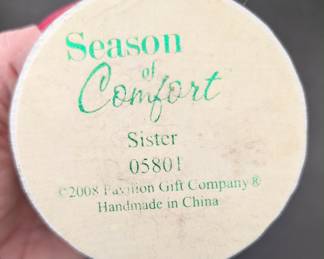 Season
of
Comfort
Sister
05801
©2008 Pavilion Gift Company®
Handmade in China